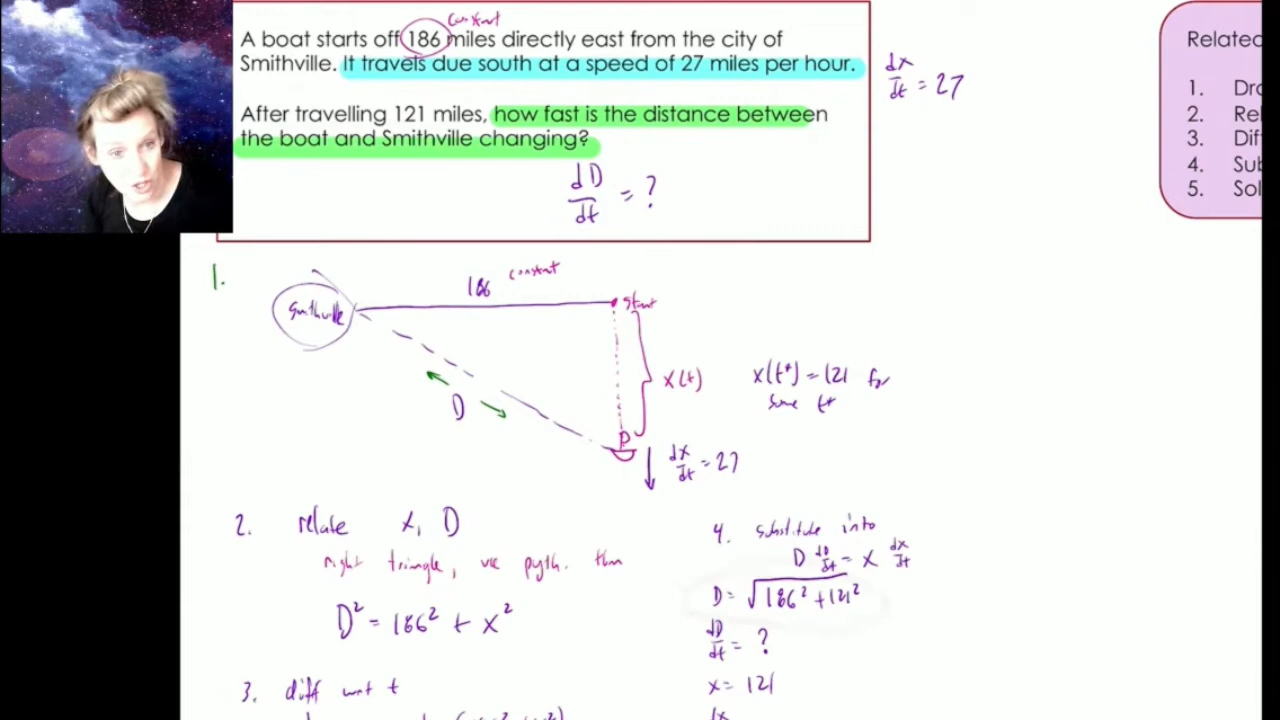 constant
A boat starts off 186 miles directly east from the city of
Smithville. It travels due south at a speed of 27 miles per hour.
dx/dt = 27
After travelling 121 miles, how fast is the distance between
the boat and Smithville changing?
dD/dt = ?
Related
1. Dra
2. Rel
3. Diff
4. Sub
5. Sol
1.
186 constant
Smithville
start
D
x(t)
x(t*) = 121 for
some t*
dx/dt = 27
2. relate x, D
right triangle, use pyth. thm
D² = 186² + x²
3. diff wrt t
4. substitute into
D dD/dt = x dx/dt
D = √186² + 121²
dD/dt = ?
x = 121
dx